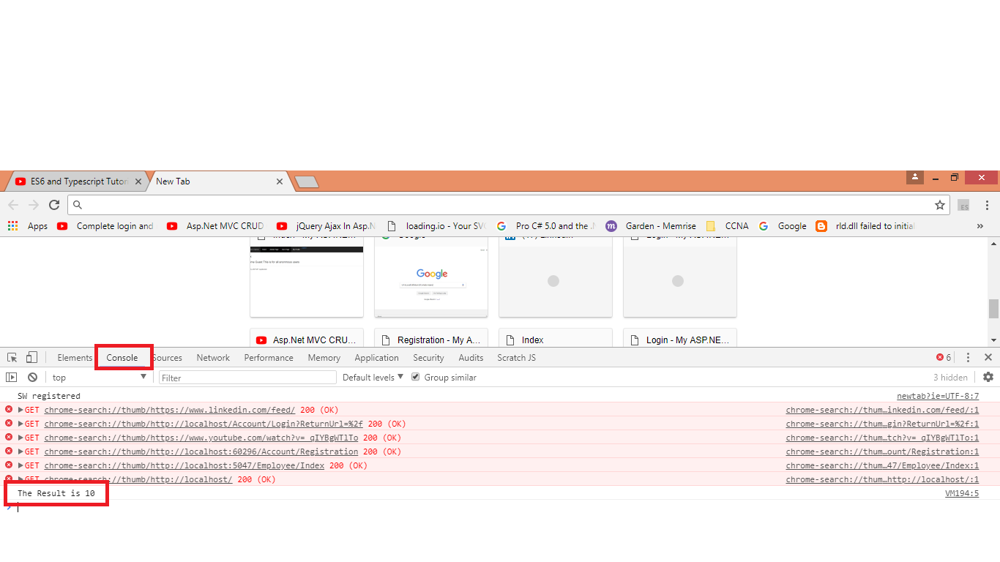 ES6 and Typescript Tutori
New Tab
ES
Apps
Complete login and
Asp.Net MVC CRUD
jQuery Ajax In Asp.N
loading.io - Your SV
Pro C# 5.0 and the
m
Garden - Memrise
CCNA
Google
rld.dll failed to initial
»
Google
Google
Asp.Net MVC CRU...
Registration - My A...
Index
Login - My ASP.NE...
Elements
Console
Sources
Network
Performance
Memory
Application
Security
Audits
Scratch JS
6
top
Filter
Default levels
Group similar
3 hidden
SW registered newtab?ie=UTF-8:7
GET chrome-search://thumb/https://www.linkedin.com/feed/ 200 (OK) chrome-search://thum…inkedin.com/feed/:1
GET chrome-search://thumb/http://localhost/Account/Login?ReturnUrl=%2f 200 (OK) chrome-search://thum…gin?ReturnUrl=%2f:1
GET chrome-search://thumb/https://www.youtube.com/watch?v=_qIYBgWTlTo 200 (OK) chrome-search://thum…tch?v=_qIYBgWTlTo:1
GET chrome-search://thumb/http://localhost:60296/Account/Registration 200 (OK) chrome-search://thum…ount/Registration:1
GET chrome-search://thumb/http://localhost:5047/Employee/Index 200 (OK) chrome-search://thum…47/Employee/Index:1
GET chrome-search://thumb/http://localhost/ 200 (OK) chrome-search://thum…http://localhost/:1
The Result is 10 VM194:5